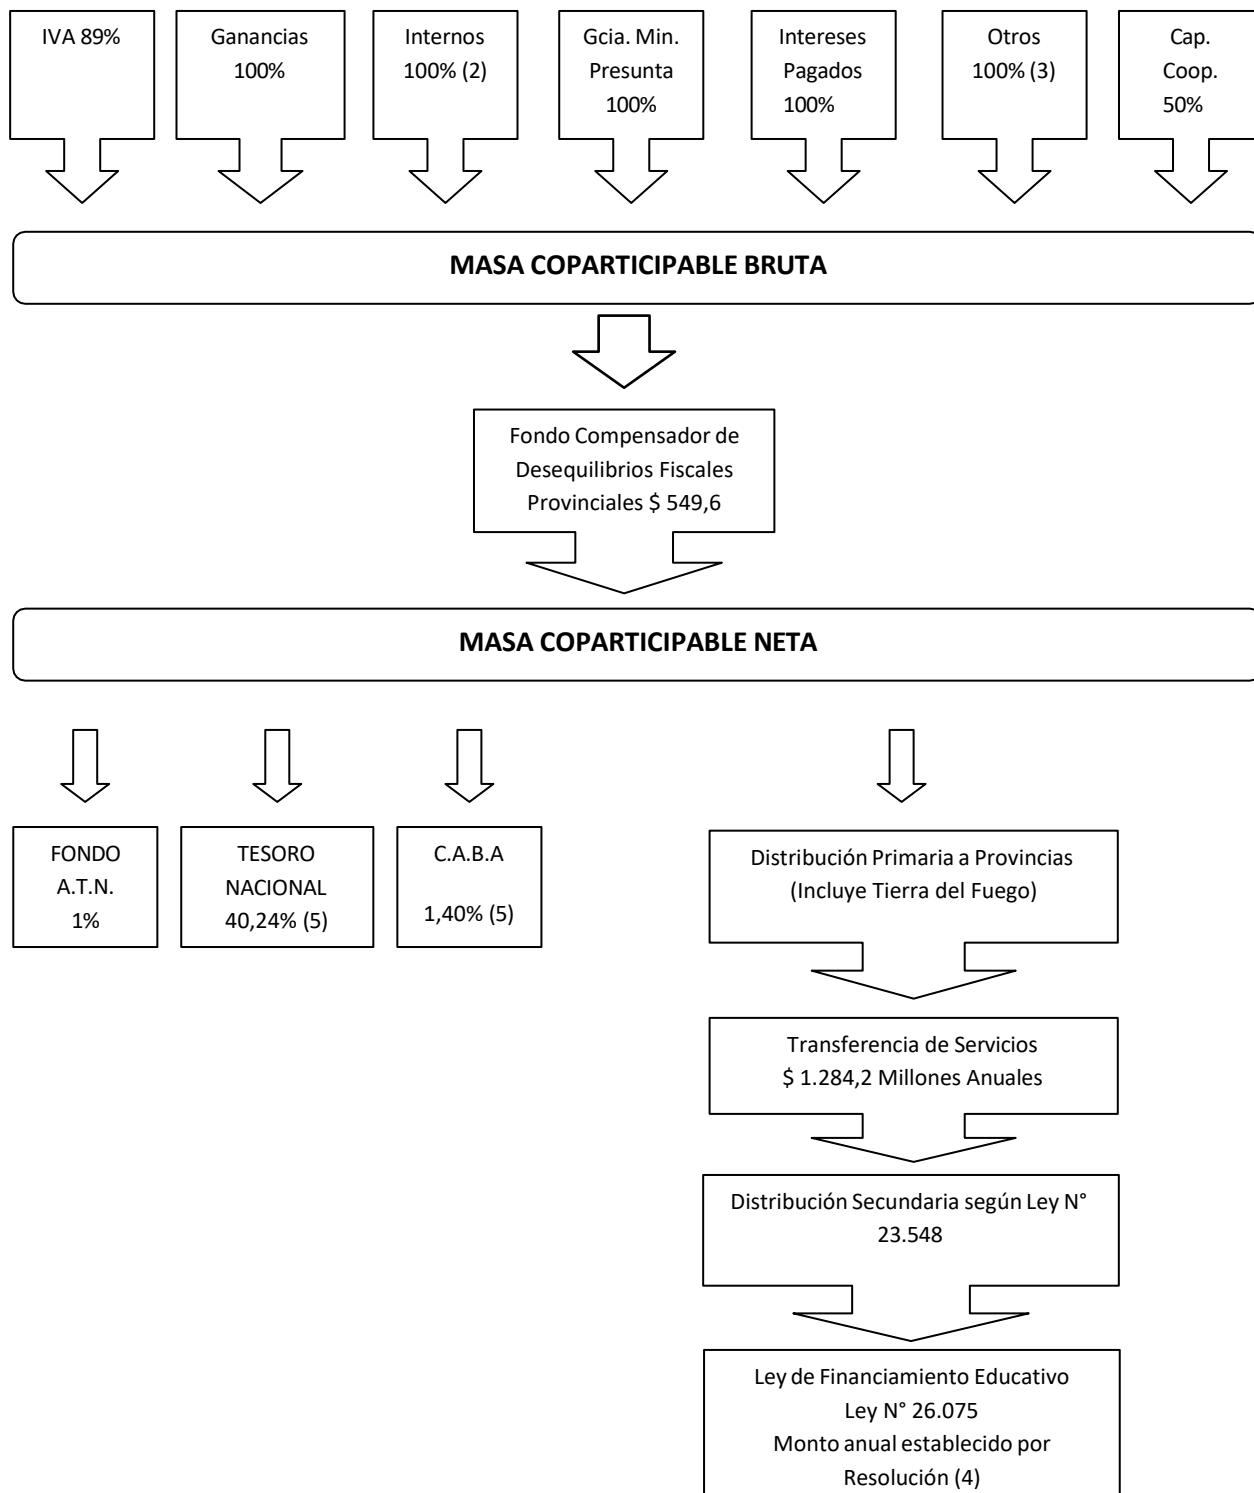 IVA 89%
Ganancias
100%
Internos
100% (2)
Gcia. Min.
Presunta
100%
Intereses
Pagados
100%
Otros
100% (3)
Cap.
Coop.
50%
MASA COPARTICIPABLE BRUTA
Fondo Compensador de
Desequilibrios Fiscales
Provinciales $ 549,6
MASA COPARTICIPABLE NETA
FONDO
A.T.N.
1%
TESORO
NACIONAL
40,24% (5)
C.A.B.A
1,40% (5)
Distribución Primaria a Provincias
(Incluye Tierra del Fuego)
Transferencia de Servicios
$ 1.284,2 Millones Anuales
Distribución Secundaria según Ley N°
23.548
Ley de Financiamiento Educativo
Ley N° 26.075
Monto anual establecido por
Resolución (4)